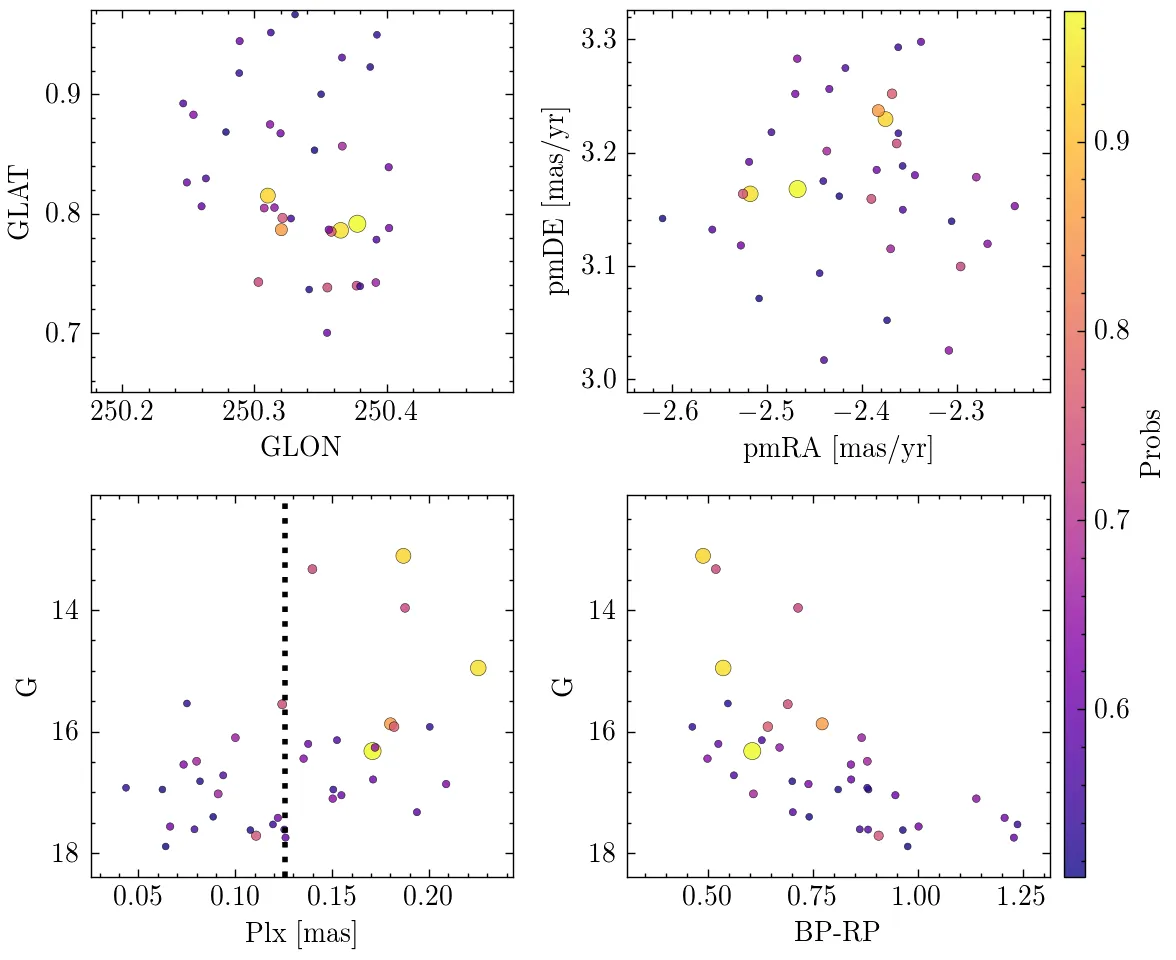 0.9
0.8
0.7
GLAT
250.2 250.3 250.4
GLON
3.3
3.2
3.1
3.0
pmDE [mas/yr]
−2.6 −2.5 −2.4 −2.3
pmRA [mas/yr]
0.9
0.8
0.7
0.6
Probs
14
16
18
G
0.05 0.10 0.15 0.20
Plx [mas]
14
16
18
G
0.50 0.75 1.00 1.25
BP-RP